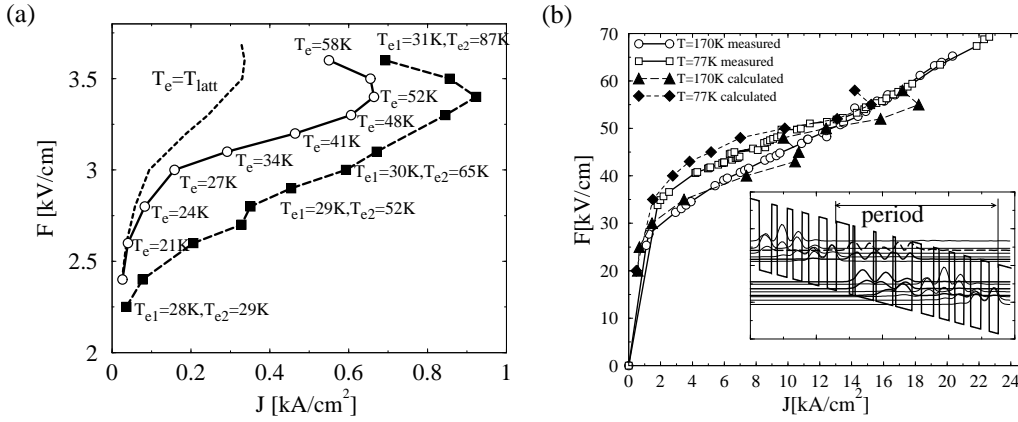 (a)
T_e=58K
T_e1=31K,T_e2=87K
T_e=T_latt
T_e=52K
T_e=48K
T_e=41K
T_e=34K
T_e=27K
T_e1=30K,T_e2=65K
T_e=24K
T_e1=29K,T_e2=52K
T_e=21K
T_e1=28K,T_e2=29K
F [kV/cm]
3.5
3
2.5
2
0
0.2
0.4
0.6
0.8
1
J [kA/cm²]
(b)
T=170K measured
T=77K measured
T=170K calculated
T=77K calculated
period
F[kV/cm]
70
60
50
40
30
20
10
0
0 2 4 6 8 10 12 14 16 18 20 22 24
J[kA/cm²]